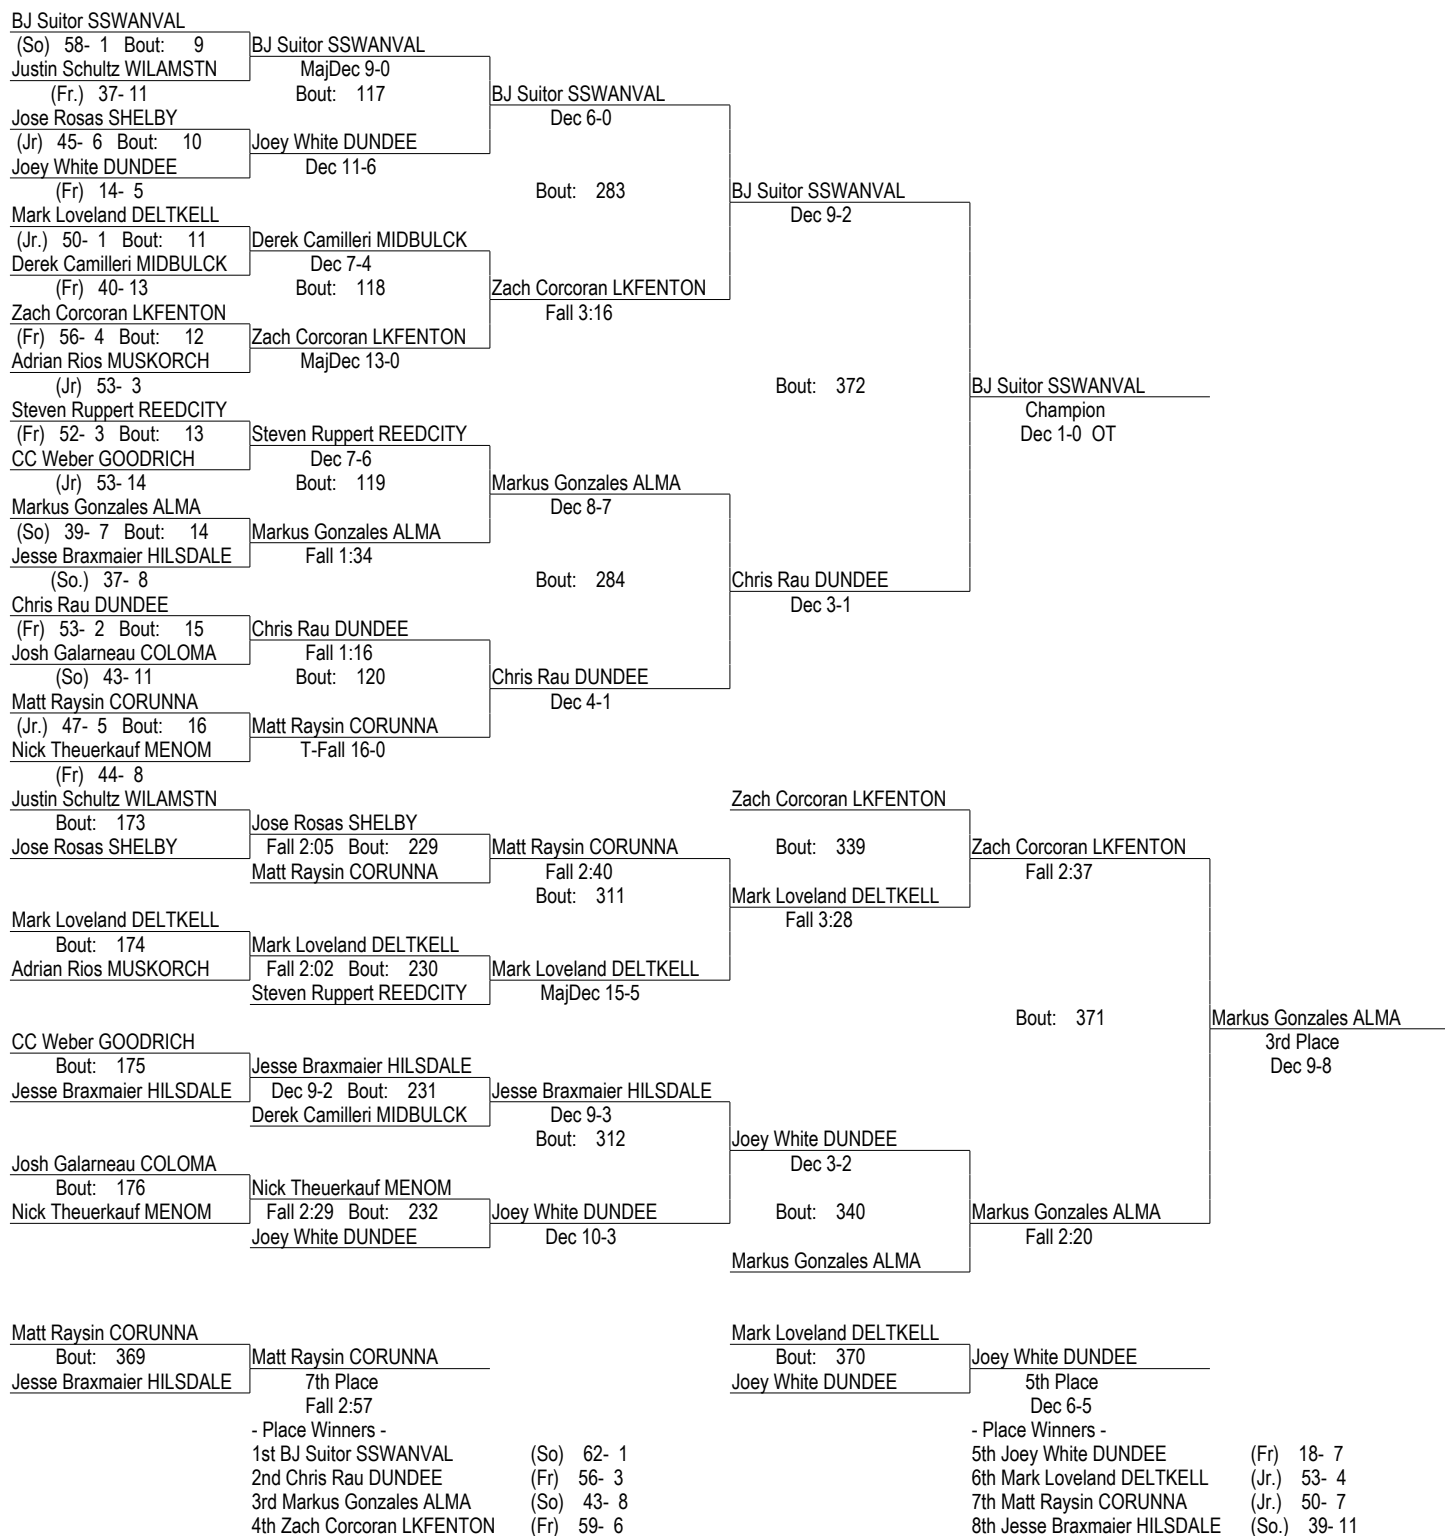 BJ Suitor SSWANVAL
(So) 58- 1 Bout: 9 BJ Suitor SSWANVAL
Justin Schultz WILAMSTN MajDec 9-0
(Fr.) 37- 11 Bout: 117 BJ Suitor SSWANVAL
Jose Rosas SHELBY Dec 6-0
(Jr) 45- 6 Bout: 10 Joey White DUNDEE
Joey White DUNDEE Dec 11-6
(Fr) 14- 5 Bout: 283 BJ Suitor SSWANVAL
Mark Loveland DELTKELL Dec 9-2
(Jr.) 50- 1 Bout: 11 Derek Camilleri MIDBULCK
Derek Camilleri MIDBULCK Dec 7-4
(Fr) 40- 13 Bout: 118 Zach Corcoran LKFENTON
Zach Corcoran LKFENTON Fall 3:16
(Fr) 56- 4 Bout: 12 Zach Corcoran LKFENTON
Adrian Rios MUSKORCH MajDec 13-0
(Jr) 53- 3 Bout: 372 BJ Suitor SSWANVAL
Steven Ruppert REEDCITY Champion
(Fr) 52- 3 Bout: 13 Steven Ruppert REEDCITY Dec 1-0 OT
CC Weber GOODRICH Dec 7-6
(Jr) 53- 14 Bout: 119 Markus Gonzales ALMA
Markus Gonzales ALMA Dec 8-7
(So) 39- 7 Bout: 14 Markus Gonzales ALMA
Jesse Braxmaier HILSDALE Fall 1:34
(So.) 37- 8 Bout: 284 Chris Rau DUNDEE
Chris Rau DUNDEE Dec 3-1
(Fr) 53- 2 Bout: 15 Chris Rau DUNDEE
Josh Galarneau COLOMA Fall 1:16
(So) 43- 11 Bout: 120 Chris Rau DUNDEE
Matt Raysin CORUNNA Dec 4-1
(Jr.) 47- 5 Bout: 16 Matt Raysin CORUNNA
Nick Theuerkauf MENOM T-Fall 16-0
(Fr) 44- 8
Justin Schultz WILAMSTN Zach Corcoran LKFENTON
Bout: 173 Jose Rosas SHELBY
Jose Rosas SHELBY Fall 2:05 Bout: 229 Matt Raysin CORUNNA Bout: 339 Zach Corcoran LKFENTON
Matt Raysin CORUNNA Fall 2:40 Fall 2:37
Bout: 311 Mark Loveland DELTKELL
Mark Loveland DELTKELL Fall 3:28
Bout: 174 Mark Loveland DELTKELL
Adrian Rios MUSKORCH Fall 2:02 Bout: 230 Mark Loveland DELTKELL
Steven Ruppert REEDCITY MajDec 15-5
Bout: 371 Markus Gonzales ALMA
CC Weber GOODRICH 3rd Place
Bout: 175 Jesse Braxmaier HILSDALE Dec 9-8
Jesse Braxmaier HILSDALE Dec 9-2 Bout: 231 Jesse Braxmaier HILSDALE
Derek Camilleri MIDBULCK Dec 9-3
Bout: 312 Joey White DUNDEE
Josh Galarneau COLOMA Dec 3-2
Bout: 176 Nick Theuerkauf MENOM
Nick Theuerkauf MENOM Fall 2:29 Bout: 232 Joey White DUNDEE Bout: 340 Markus Gonzales ALMA
Joey White DUNDEE Dec 10-3 Fall 2:20
Markus Gonzales ALMA
Matt Raysin CORUNNA Mark Loveland DELTKELL
Bout: 369 Matt Raysin CORUNNA Bout: 370 Joey White DUNDEE
Jesse Braxmaier HILSDALE 7th Place Joey White DUNDEE 5th Place
Fall 2:57 Dec 6-5
- Place Winners - - Place Winners -
1st BJ Suitor SSWANVAL (So) 62- 1 5th Joey White DUNDEE (Fr) 18- 7
2nd Chris Rau DUNDEE (Fr) 56- 3 6th Mark Loveland DELTKELL (Jr.) 53- 4
3rd Markus Gonzales ALMA (So) 43- 8 7th Matt Raysin CORUNNA (Jr.) 50- 7
4th Zach Corcoran LKFENTON (Fr) 59- 6 8th Jesse Braxmaier HILSDALE (So.) 39- 11